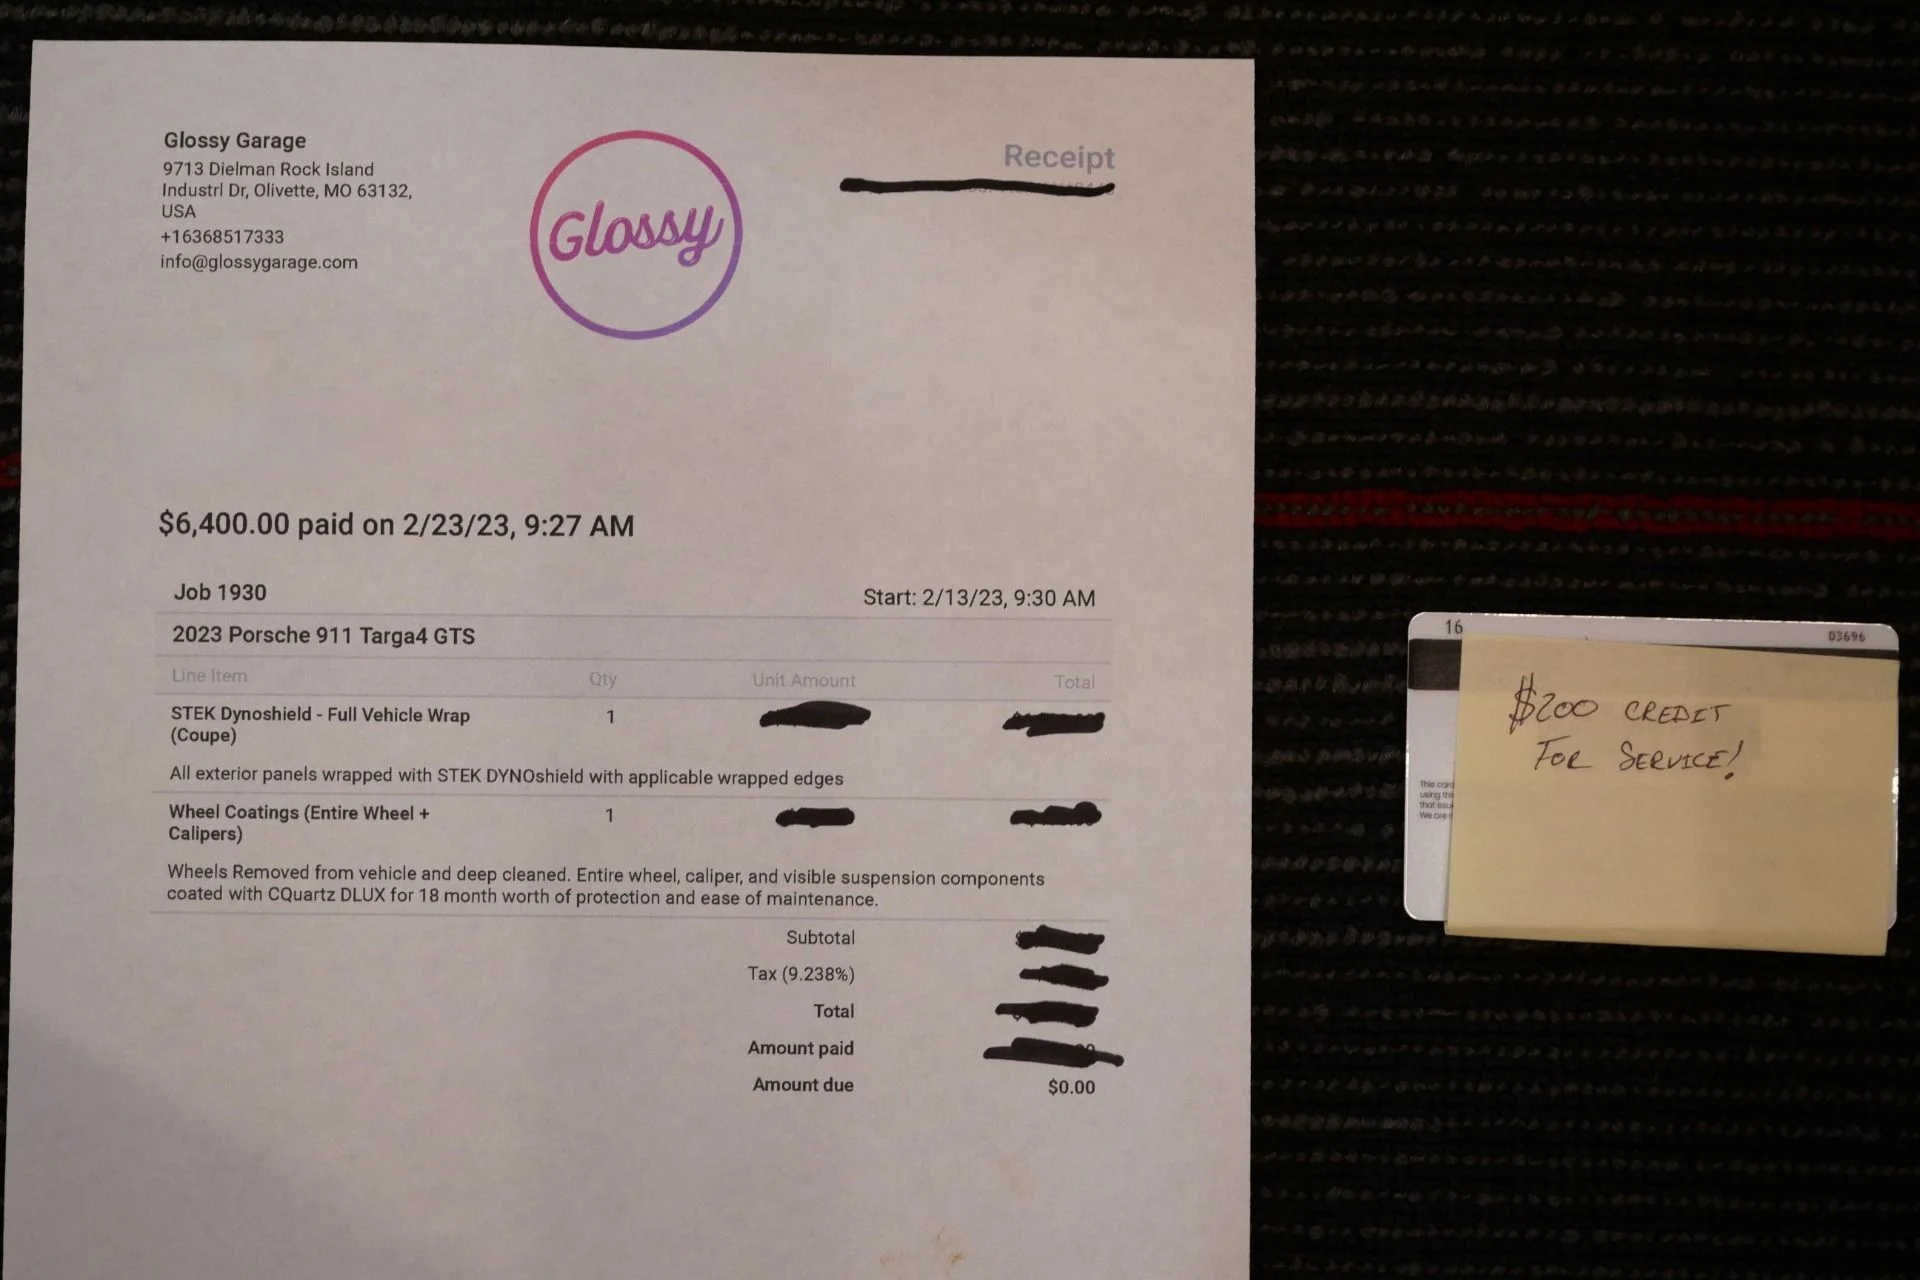 Glossy Garage
9713 Dielman Rock Island
Industrl Dr, Olivette, MO 63132,
USA
+16368517333
info@glossygarage.com
Glossy
Receipt
$6,400.00 paid on 2/23/23, 9:27 AM
Job 1930 Start: 2/13/23, 9:30 AM
2023 Porsche 911 Targa4 GTS
Line Item Qty Unit Amount Total
STEK Dynoshield - Full Vehicle Wrap 1
(Coupe)
All exterior panels wrapped with STEK DYNOshield with applicable wrapped edges
Wheel Coatings (Entire Wheel + 1
Calipers)
Wheels Removed from vehicle and deep cleaned. Entire wheel, caliper, and visible suspension components
coated with CQuartz DLUX for 18 month worth of protection and ease of maintenance.
Subtotal
Tax (9.238%)
Total
Amount paid
Amount due $0.00
16 03696
$200 CREDIT
FOR SERVICE!
This card
using
that
We are